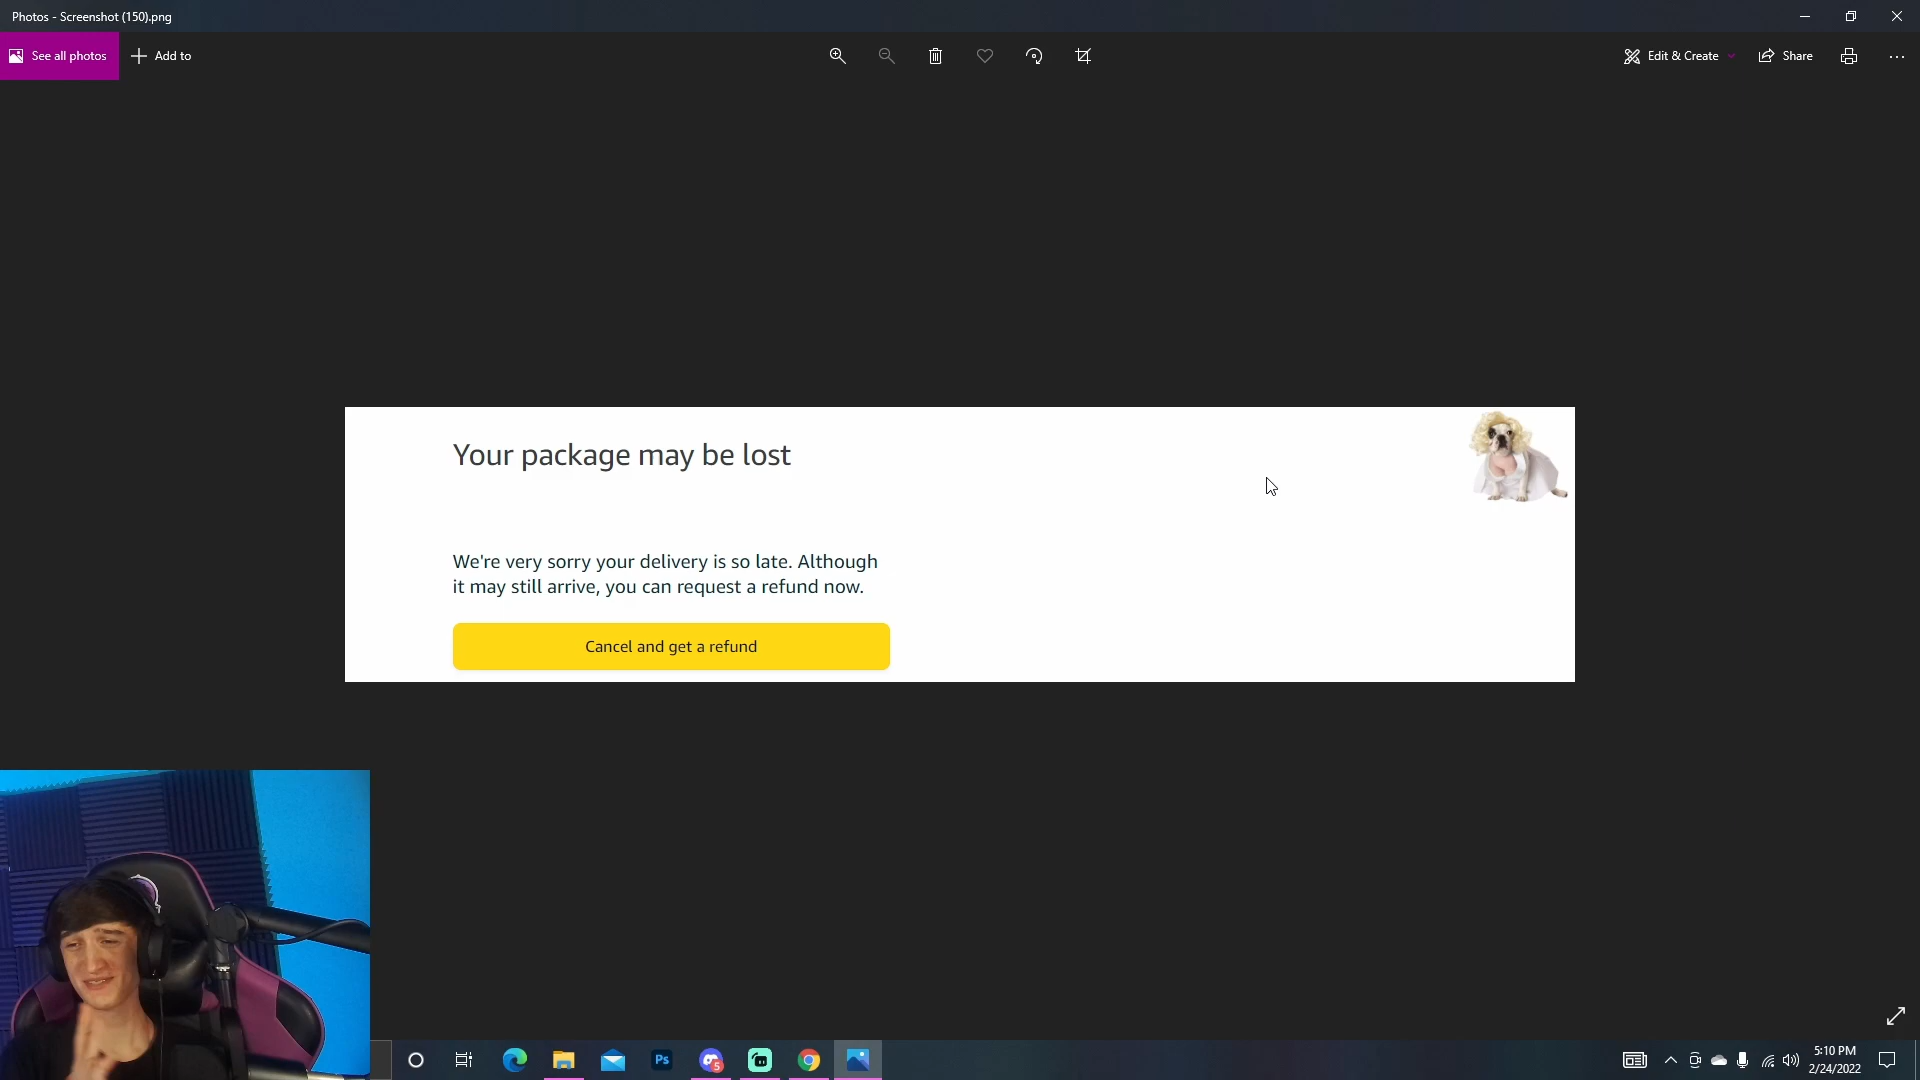 Photos - Screenshot (150).png
See all photos
Add to
Edit & Create
Share
Your package may be lost
We're very sorry your delivery is so late. Although
it may still arrive, you can request a refund now.
Cancel and get a refund
Ps
5
5:10 PM
2/24/2022